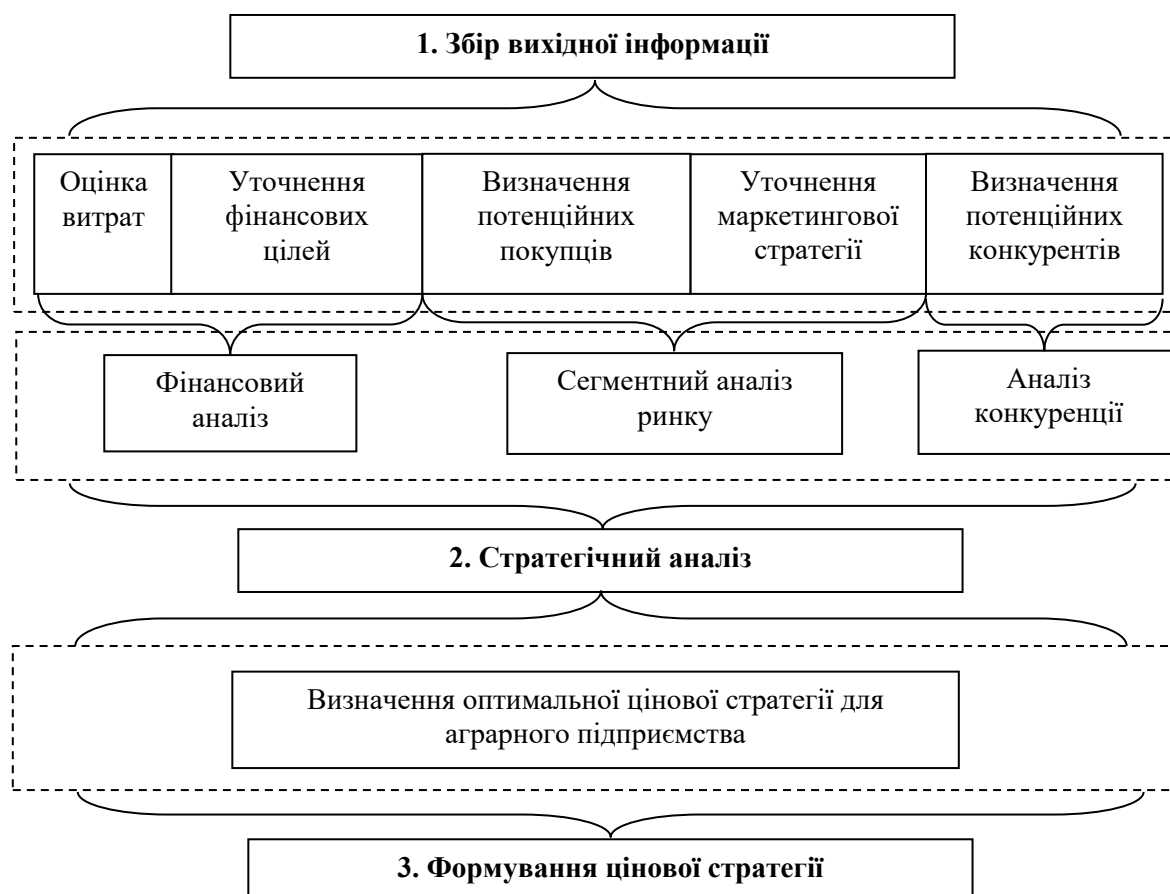 1. Збір вихідної інформації
Оцінка
витрат
Уточнення
фінансових
цілей
Визначення
потенційних
покупців
Уточнення
маркетингової
стратегії
Визначення
потенційних
конкурентів
Фінансовий
аналіз
Сегментний аналіз
ринку
Аналіз
конкуренції
2. Стратегічний аналіз
Визначення оптимальної цінової стратегії для
аграрного підприємства
3. Формування цінової стратегії